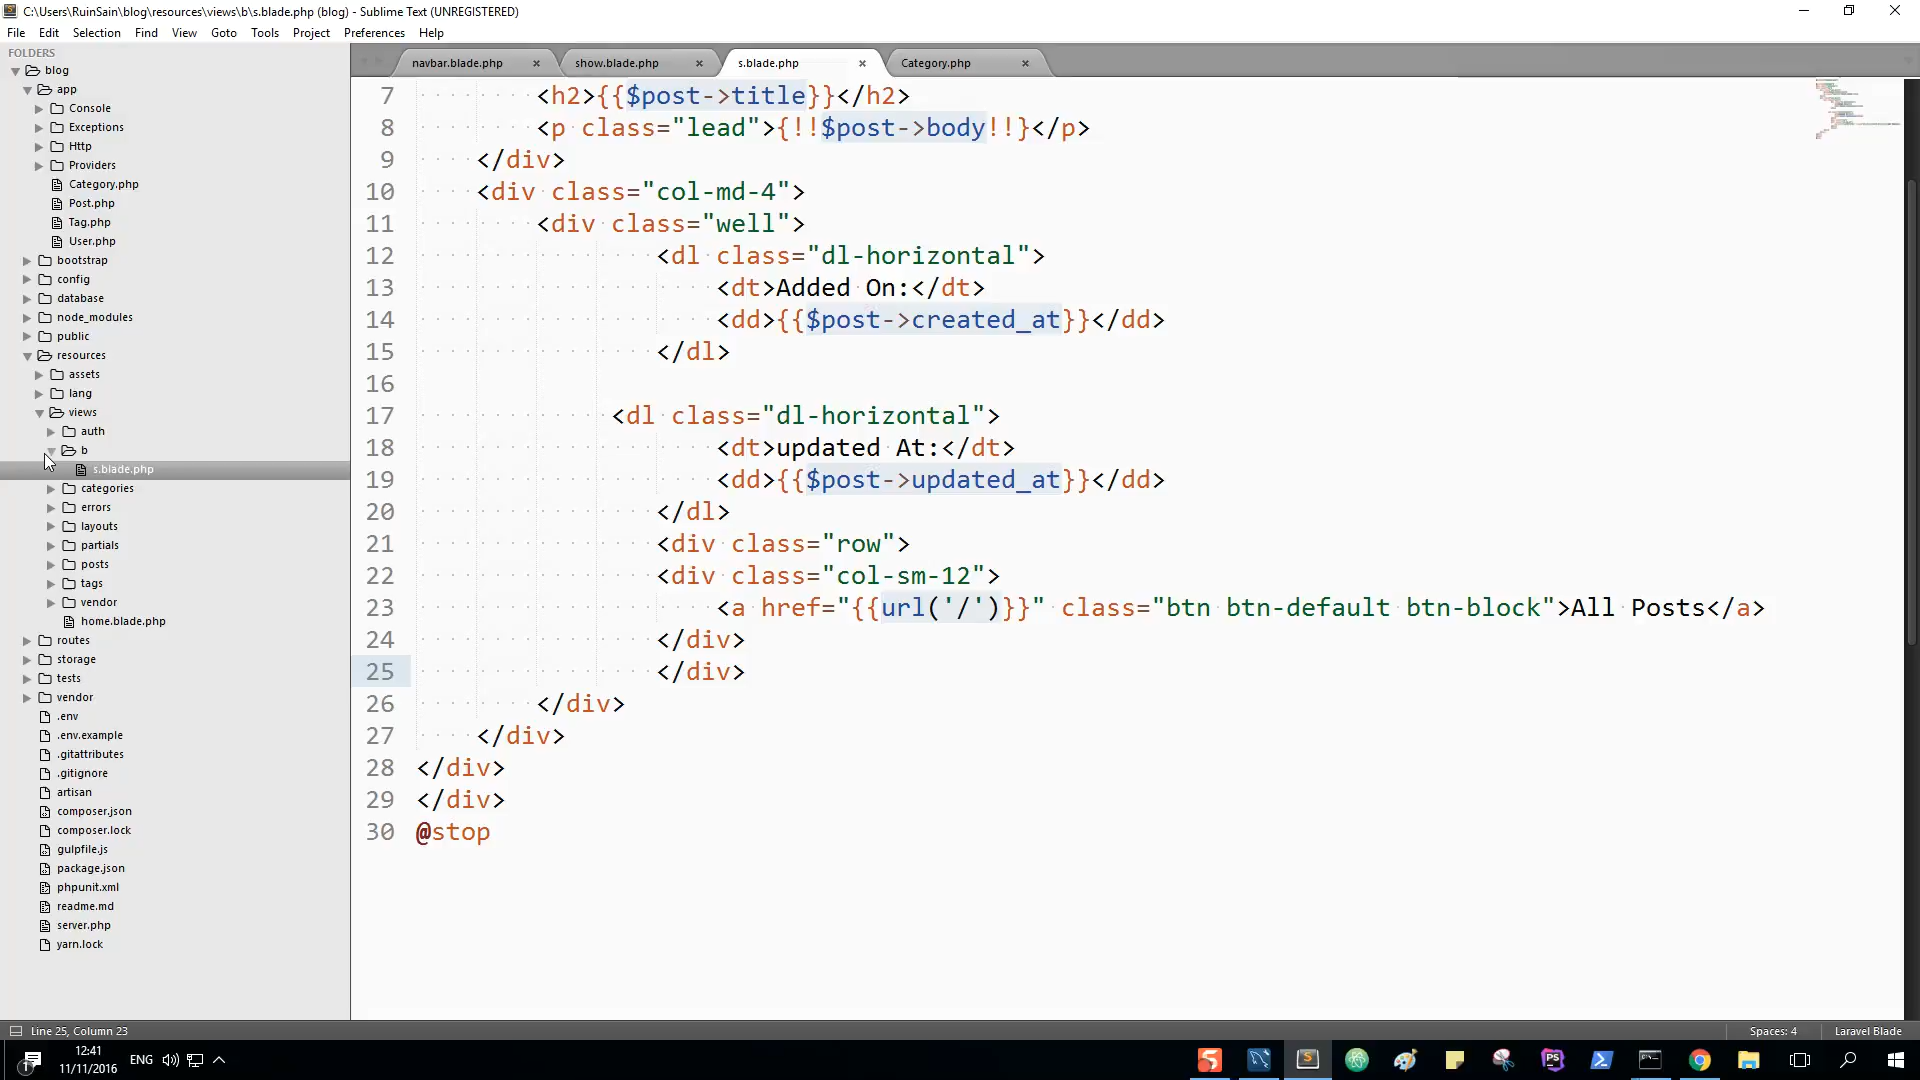 C:\Users\RuinSain\blog\resources\views\b\s.blade.php (blog) - Sublime Text (UNREGISTERED)
File Edit Selection Find View Goto Tools Project Preferences Help
FOLDERS
blog
app
Console
Exceptions
Http
Providers
Category.php
Post.php
Tag.php
User.php
bootstrap
config
database
node_modules
public
resources
assets
lang
views
auth
b
s.blade.php
categories
errors
layouts
partials
posts
tags
vendor
home.blade.php
routes
storage
tests
vendor
.env
.env.example
.gitattributes
.gitignore
artisan
composer.json
composer.lock
gulpfile.js
package.json
phpunit.xml
readme.md
server.php
yarn.lock
navbar.blade.php × show.blade.php × s.blade.php × Category.php ×
7 <h2>{{$post->title}}</h2>
8 <p class="lead">{!!$post->body!!}</p>
9 </div>
10 <div class="col-md-4">
11 <div class="well">
12 <dl class="dl-horizontal">
13 <dt>Added On:</dt>
14 <dd>{{$post->created_at}}</dd>
15 </dl>
16
17 <dl class="dl-horizontal">
18 <dt>updated At:</dt>
19 <dd>{{$post->updated_at}}</dd>
20 </dl>
21 <div class="row">
22 <div class="col-sm-12">
23 <a href="{{url('/')}}" class="btn btn-default btn-block">All Posts</a>
24 </div>
25 </div>
26 </div>
27 </div>
28 </div>
29 </div>
30 @stop
Line 25, Column 23
Spaces: 4
Laravel Blade
1
12:41
11/11/2016
ENG
S
PS